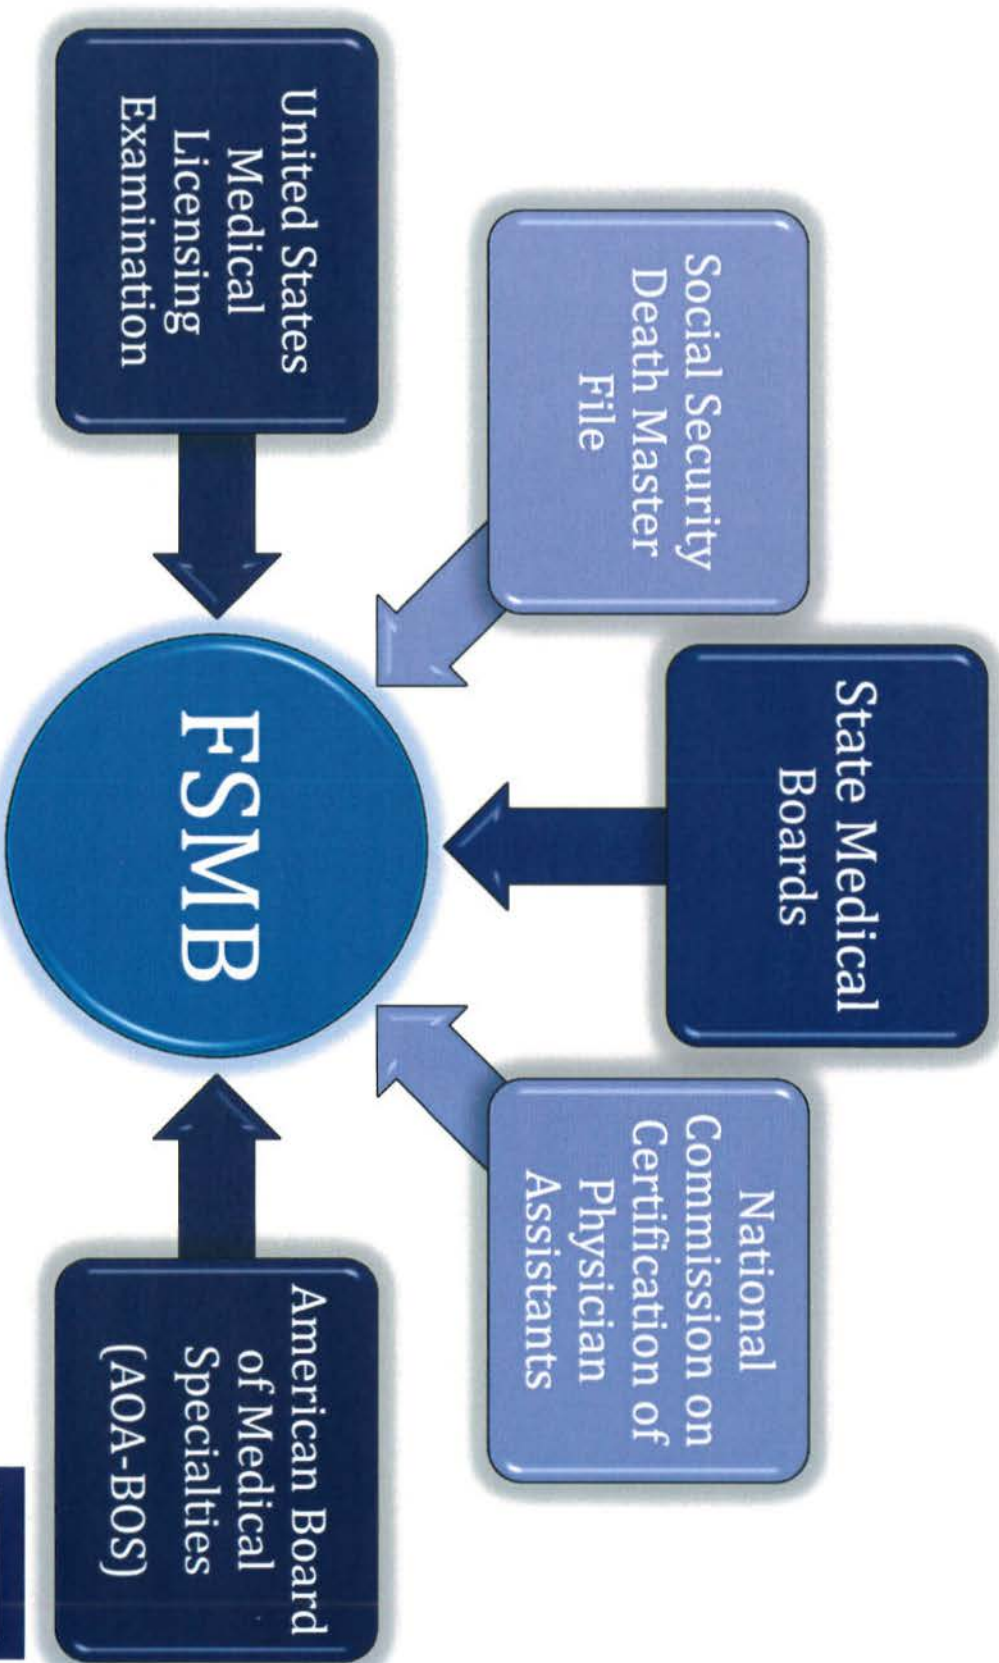 United States
Medical
Licensing
Examination
Social Security
Death Master
File
State Medical
Boards
National
Commission on
Certification of
Physician
Assistants
American Board
of Medical
Specialties
(AOA-BOS)
FSMB